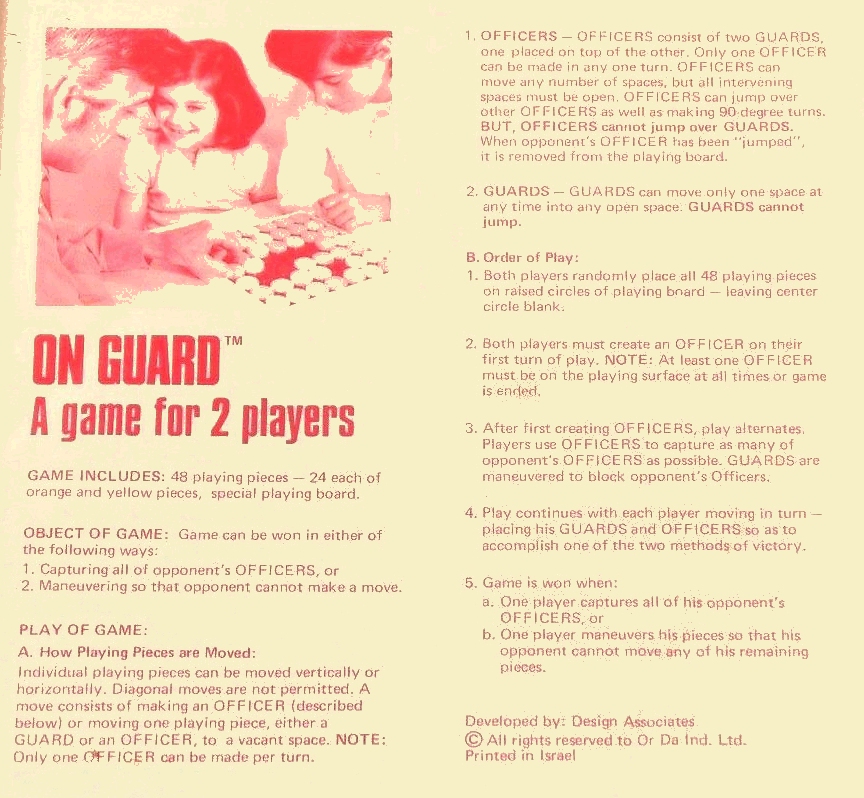 ON GUARD™
A game for 2 players
GAME INCLUDES: 48 playing pieces — 24 each of
orange and yellow pieces, special playing board.
OBJECT OF GAME: Game can be won in either of
the following ways:
1. Capturing all of opponent's OFFICERS, or
2. Maneuvering so that opponent cannot make a move.
PLAY OF GAME:
A. How Playing Pieces are Moved:
Individual playing pieces can be moved vertically or
horizontally. Diagonal moves are not permitted. A
move consists of making an OFFICER (described
below) or moving one playing piece, either a
GUARD or an OFFICER, to a vacant space. NOTE:
Only one OFFICER can be made per turn.
1. OFFICERS — OFFICERS consist of two GUARDS,
one placed on top of the other. Only one OFFICER
can be made in any one turn. OFFICERS can
move any number of spaces, but all intervening
spaces must be open. OFFICERS can jump over
other OFFICERS as well as making 90-degree turns.
BUT, OFFICERS cannot jump over GUARDS.
When opponent's OFFICER has been "jumped",
it is removed from the playing board.
2. GUARDS — GUARDS can move only one space at
any time into any open space. GUARDS cannot
jump.
B. Order of Play:
1. Both players randomly place all 48 playing pieces
on raised circles of playing board — leaving center
circle blank.
2. Both players must create an OFFICER on their
first turn of play. NOTE: At least one OFFICER
must be on the playing surface at all times or game
is ended.
3. After first creating OFFICERS, play alternates.
Players use OFFICERS to capture as many of
opponent's OFFICERS as possible. GUARDS are
maneuvered to block opponent's Officers.
4. Play continues with each player moving in turn —
placing his GUARDS and OFFICERS so as to
accomplish one of the two methods of victory.
5. Game is won when:
a. One player captures all of his opponent's
OFFICERS, or
b. One player maneuvers his pieces so that his
opponent cannot move any of his remaining
pieces.
Developed by: Design Associates
© All rights reserved to Or Da Ind. Ltd.
Printed in Israel